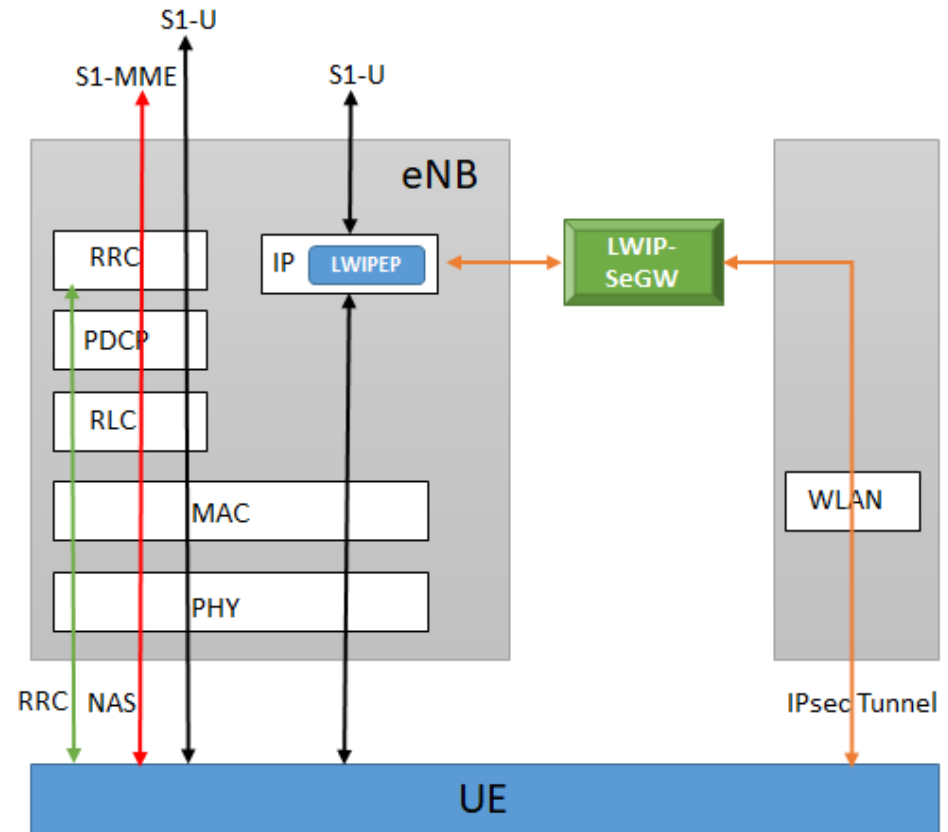 S1-U
S1-MME
S1-U
eNB
RRC
IP
LWIPEP
LWIP-
SeGW
PDCP
RLC
MAC
WLAN
PHY
RRC
NAS
IPsec Tunnel
UE